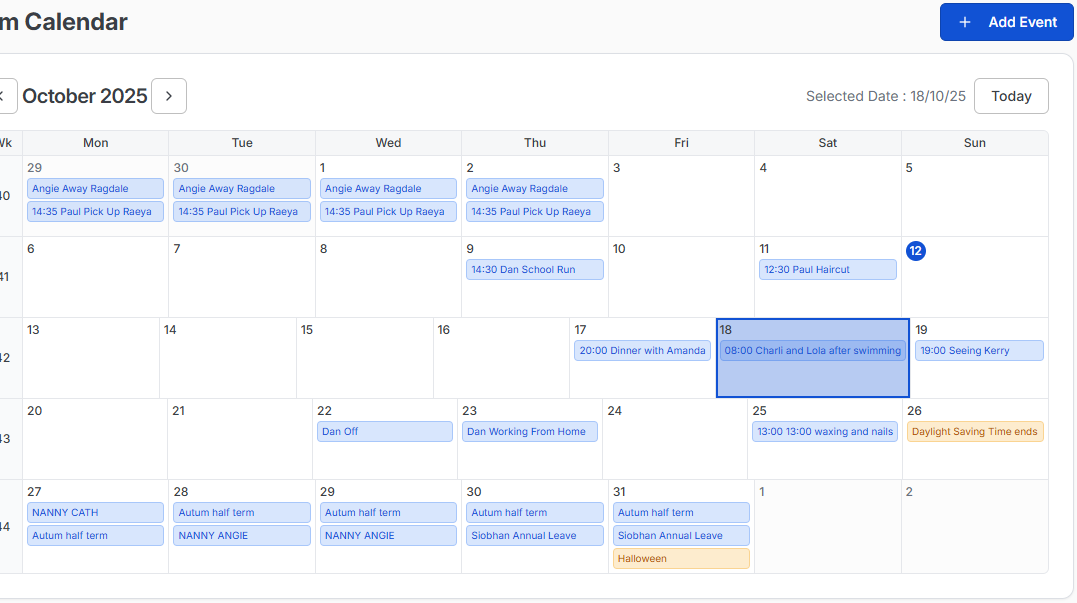 m Calendar
+ Add Event
October 2025
Selected Date : 18/10/25
Today
Wk Mon Tue Wed Thu Fri Sat Sun
29 30 1 2 3 4 5
Angie Away Ragdale Angie Away Ragdale Angie Away Ragdale Angie Away Ragdale
40
14:35 Paul Pick Up Raeya 14:35 Paul Pick Up Raeya 14:35 Paul Pick Up Raeya 14:35 Paul Pick Up Raeya
6 7 8 9 10 11 12
14:30 Dan School Run 12:30 Paul Haircut
41
13 14 15 16 17 18 19
20:00 Dinner with Amanda 08:00 Charli and Lola after swimming 19:00 Seeing Kerry
42
20 21 22 23 24 25 26
Dan Off Dan Working From Home 13:00 13:00 waxing and nails Daylight Saving Time ends
43
27 28 29 30 31 1 2
NANNY CATH Autum half term Autum half term Autum half term Autum half term
44
Autum half term NANNY ANGIE NANNY ANGIE Siobhan Annual Leave Siobhan Annual Leave
Halloween